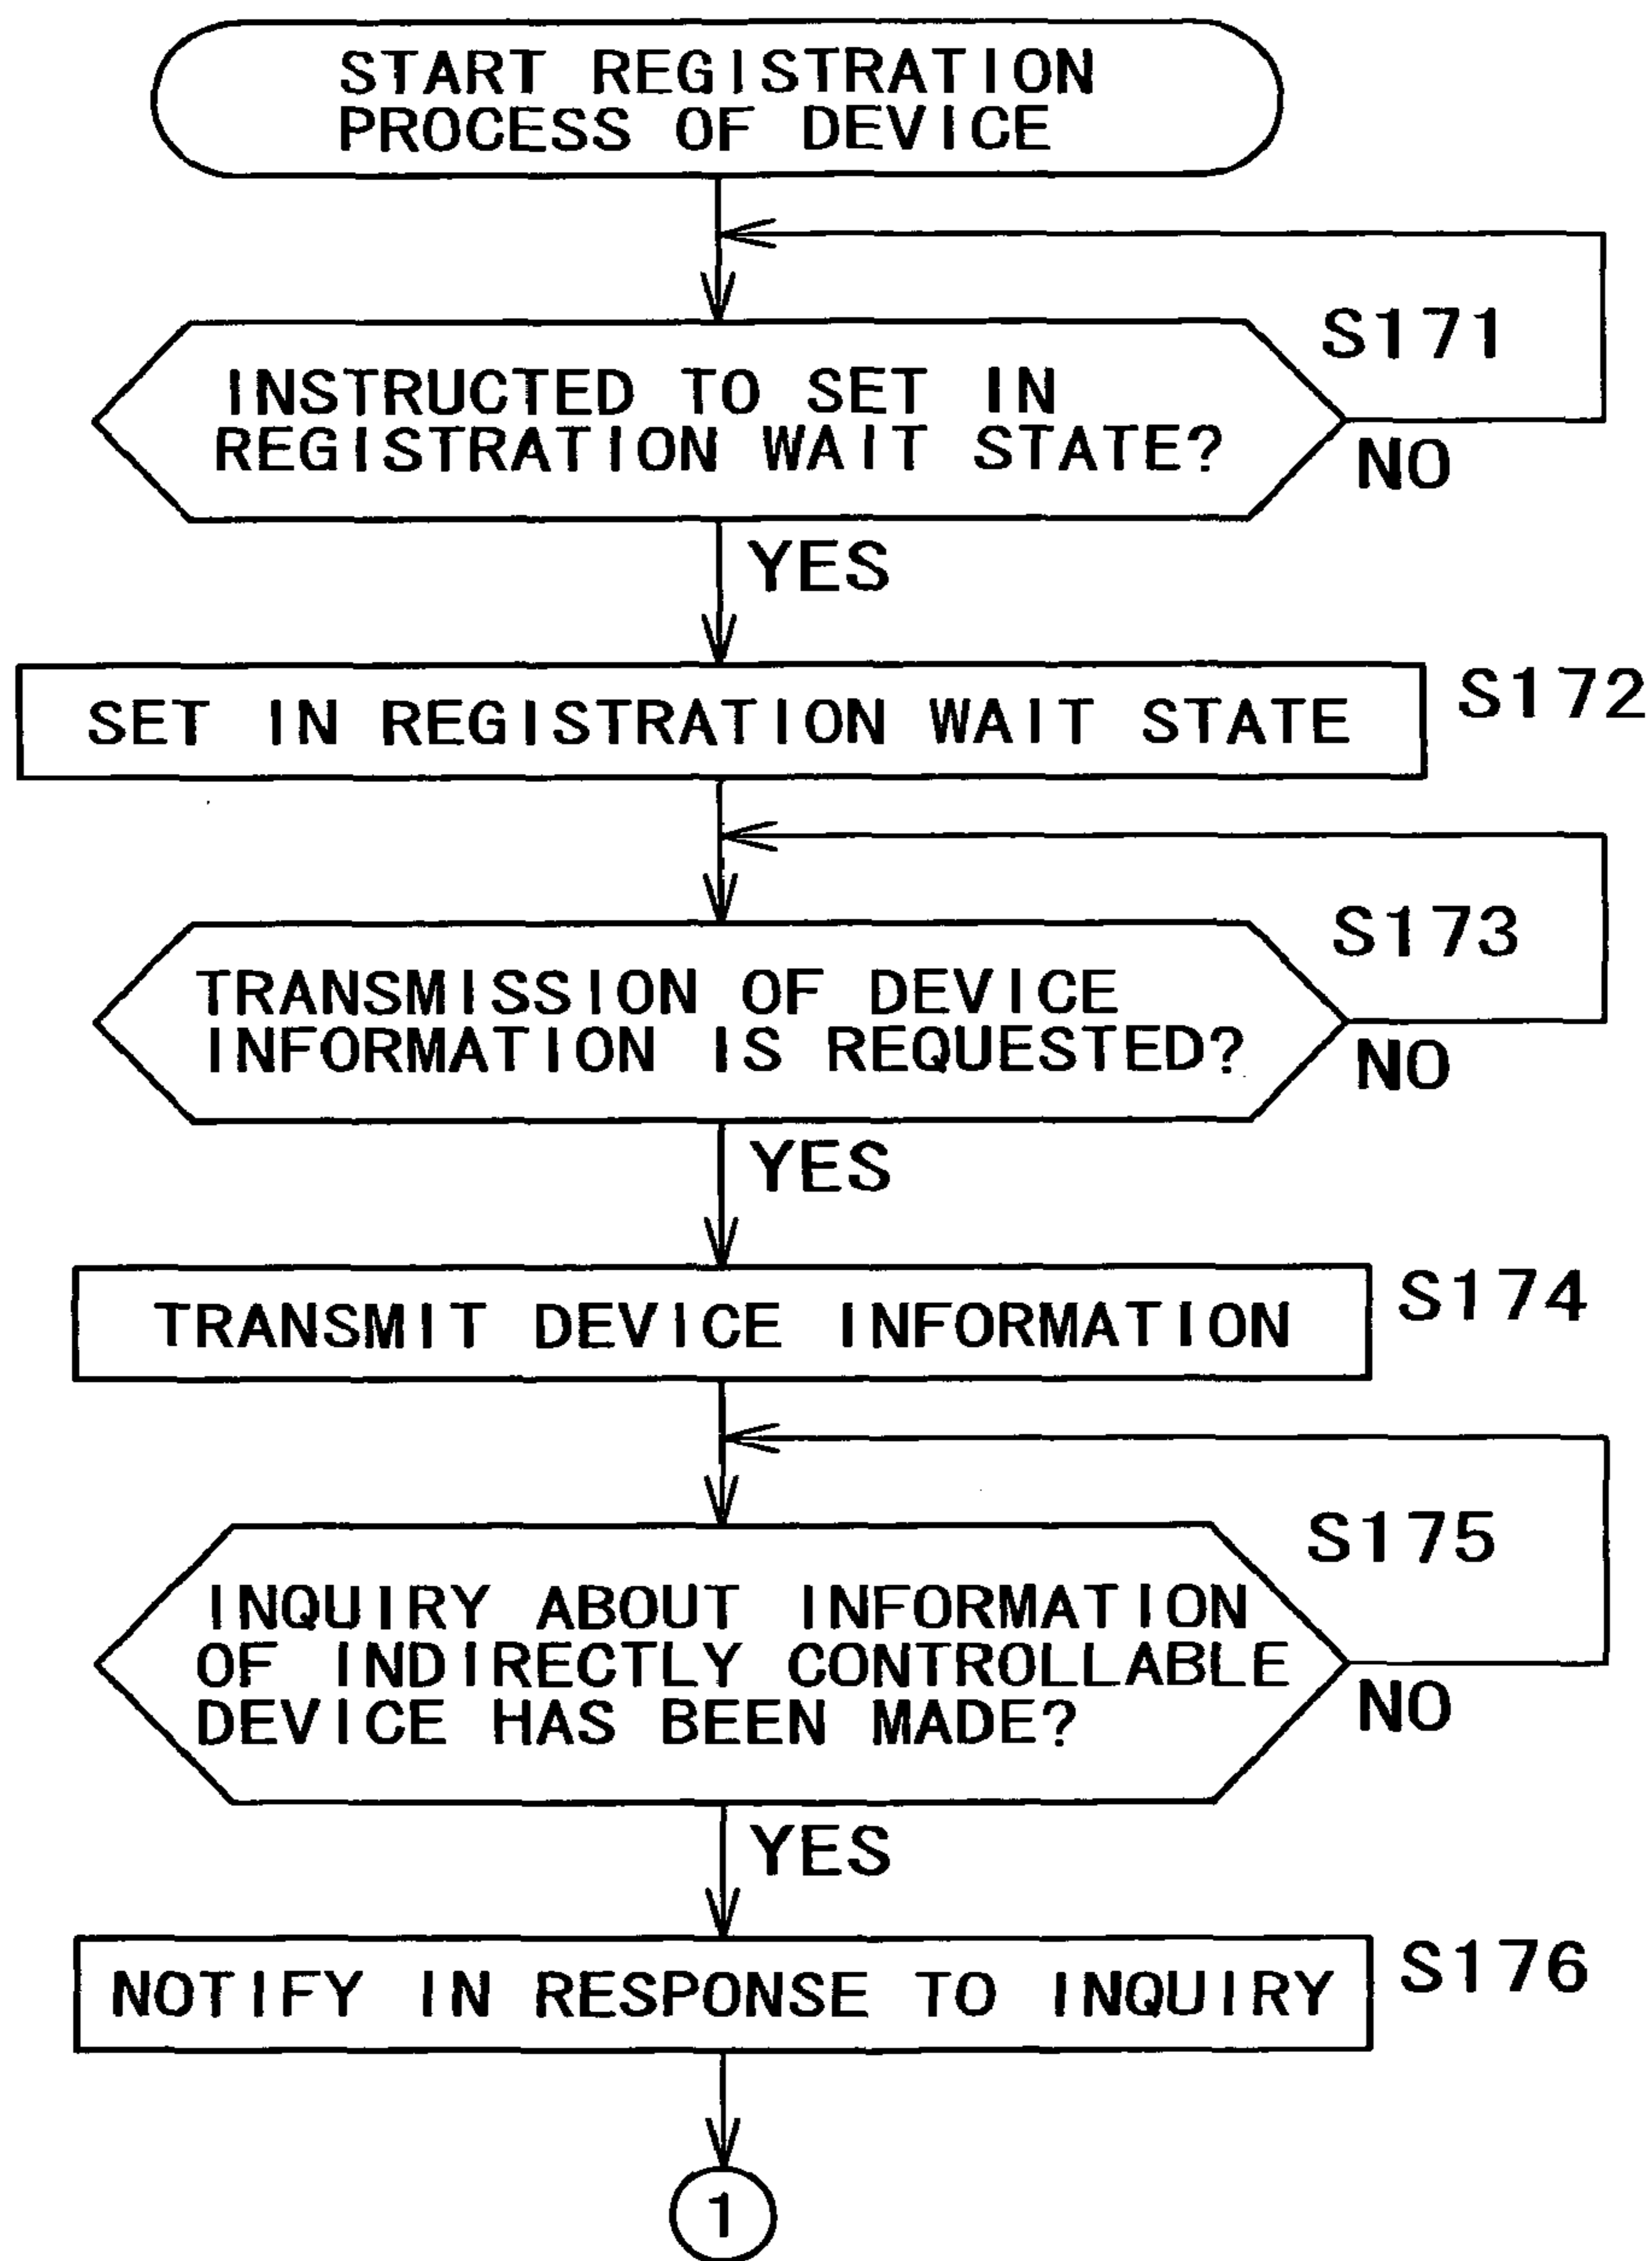 START REGISTRATION
PROCESS OF DEVICE
S171
INSTRUCTED TO SET IN
REGISTRATION WAIT STATE?
NO
YES
SET IN REGISTRATION WAIT STATE
S172
S173
TRANSMISSION OF DEVICE
INFORMATION IS REQUESTED?
NO
YES
TRANSMIT DEVICE INFORMATION
S174
S175
INQUIRY ABOUT INFORMATION
OF INDIRECTLY CONTROLLABLE
DEVICE HAS BEEN MADE?
NO
YES
NOTIFY IN RESPONSE TO INQUIRY
S176
1